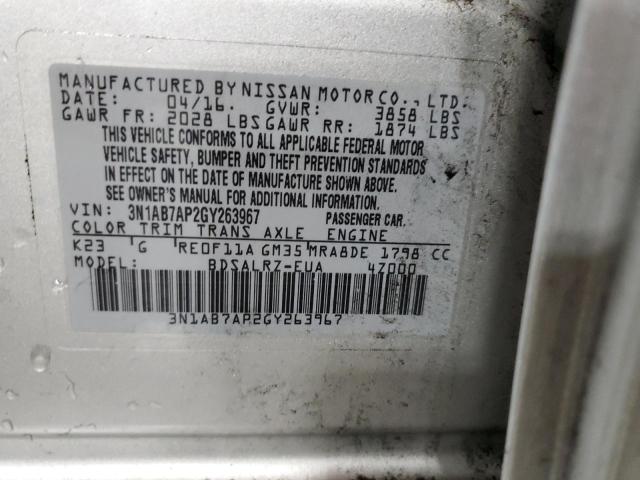 MANUFACTURED BY NISSAN MOTOR CO., LTD.
DATE: 04/16. GVWR: 3858 LBS
GAWR FR: 2028 LBS GAWR RR: 1874 LBS
THIS VEHICLE CONFORMS TO ALL APPLICABLE FEDERAL MOTOR
VEHICLE SAFETY, BUMPER AND THEFT PREVENTION STANDARDS
IN EFFECT ON THE DATE OF MANUFACTURE SHOWN ABOVE.
SEE OWNER'S MANUAL FOR ADDITIONAL INFORMATION.
VIN: 3N1AB7AP2GY263967 PASSENGER CAR.
COLOR TRIM TRANS AXLE ENGINE
K23 G RE0F11A GM35 MRA8DE 1798 CC
MODEL: BDSALRZ-EUA 4Z000
3N1AB7AP2GY263967